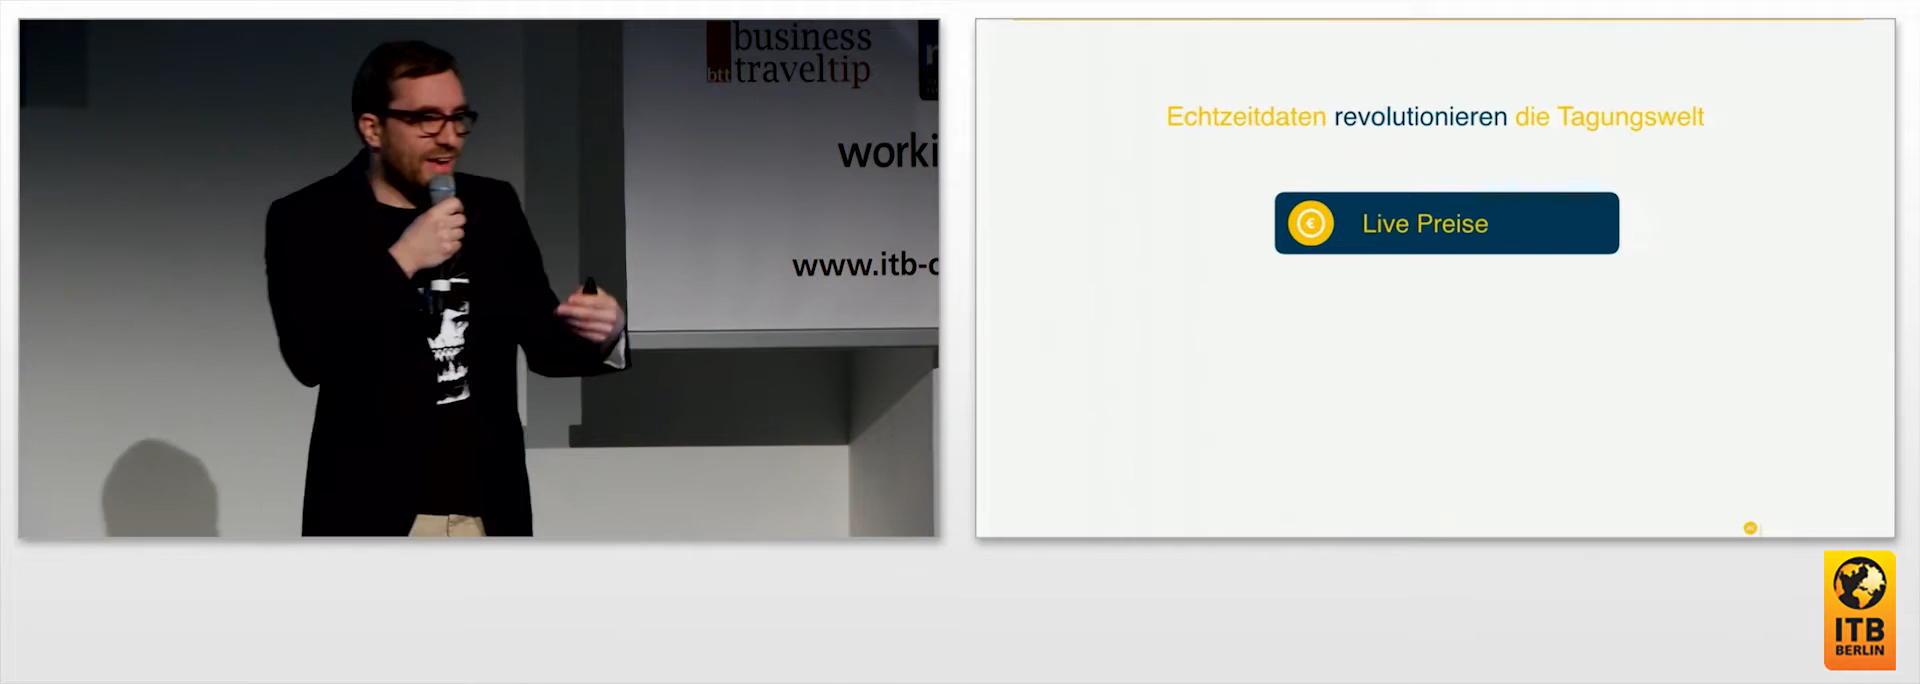 business
btt traveltip
worki
www.itb-c
Echtzeitdaten revolutionieren die Tagungswelt
€ Live Preise
ITB
BERLIN